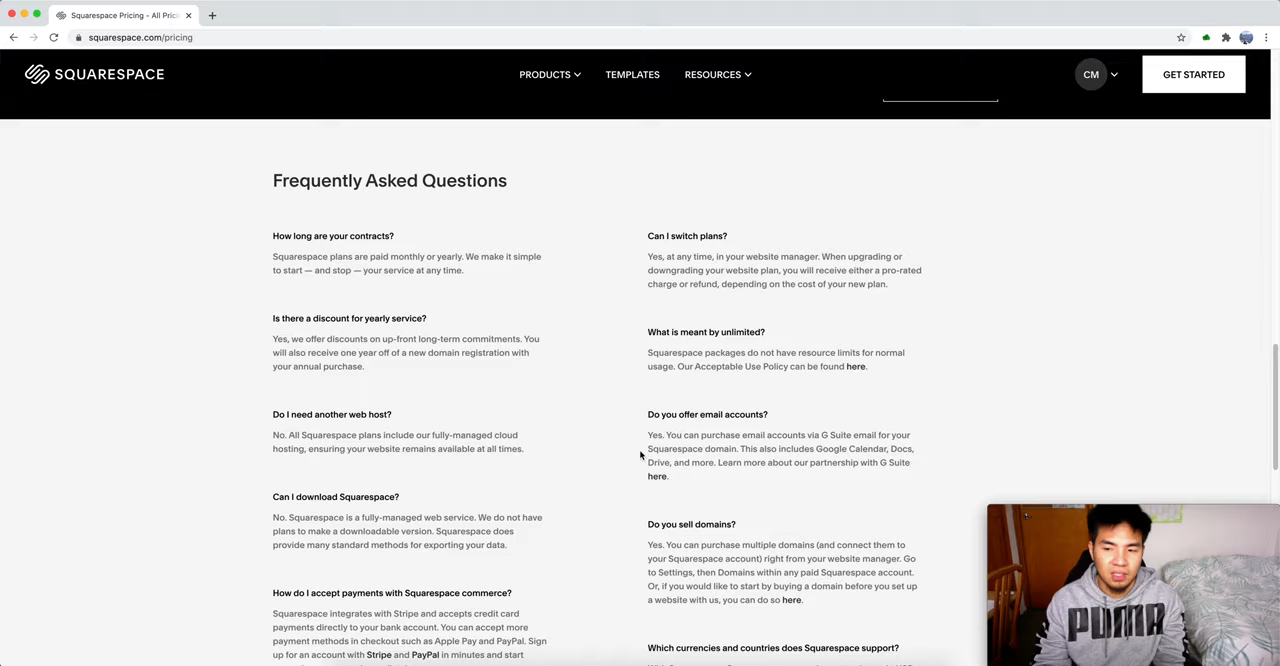 Squarespace Pricing - All Prici
squarespace.com/pricing
SQUARESPACE
PRODUCTS
TEMPLATES
RESOURCES
CM
GET STARTED
Frequently Asked Questions
How long are your contracts?
Squarespace plans are paid monthly or yearly. We make it simple
to start — and stop — your service at any time.
Is there a discount for yearly service?
Yes, we offer discounts on up-front long-term commitments. You
will also receive one year off of a new domain registration with
your annual purchase.
Do I need another web host?
No. All Squarespace plans include our fully-managed cloud
hosting, ensuring your website remains available at all times.
Can I download Squarespace?
No. Squarespace is a fully-managed web service. We do not have
plans to make a downloadable version. Squarespace does
provide many standard methods for exporting your data.
How do I accept payments with Squarespace commerce?
Squarespace integrates with Stripe and accepts credit card
payments directly to your bank account. You can accept more
payment methods in checkout such as Apple Pay and PayPal. Sign
up for an account with Stripe and PayPal in minutes and start
Can I switch plans?
Yes, at any time, in your website manager. When upgrading or
downgrading your website plan, you will receive either a pro-rated
charge or refund, depending on the cost of your new plan.
What is meant by unlimited?
Squarespace packages do not have resource limits for normal
usage. Our Acceptable Use Policy can be found here.
Do you offer email accounts?
Yes. You can purchase email accounts via G Suite email for your
Squarespace domain. This also includes Google Calendar, Docs,
Drive, and more. Learn more about our partnership with G Suite
here.
Do you sell domains?
Yes. You can purchase multiple domains (and connect them to
your Squarespace account) right from your website manager. Go
to Settings, then Domains within any paid Squarespace account.
Or, if you would like to start by buying a domain before you set up
a website with us, you can do so here.
Which currencies and countries does Squarespace support?
PUMA